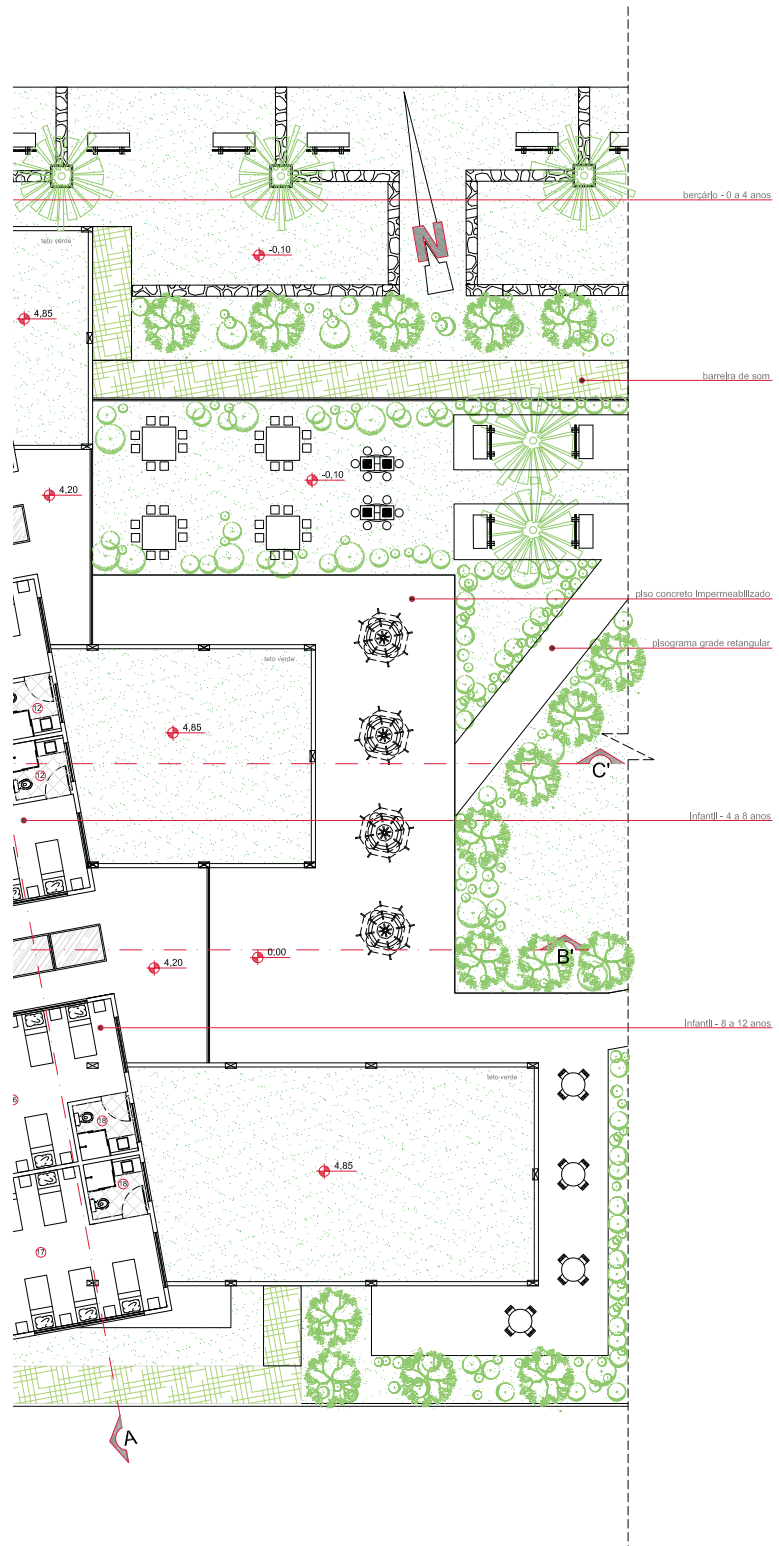 berçário - 0 a 4 anos
teto verde
N
-0,10
4,85
barreira de som
-0,10
4,20
piso concreto impermeabilizado
pisograma grade retangular
teto verde
12
4,85
C'
12
Infantil - 4 a 8 anos
B'
0,00
4,20
Infantil - 8 a 12 anos
teto verde
18
4,85
18
17
A